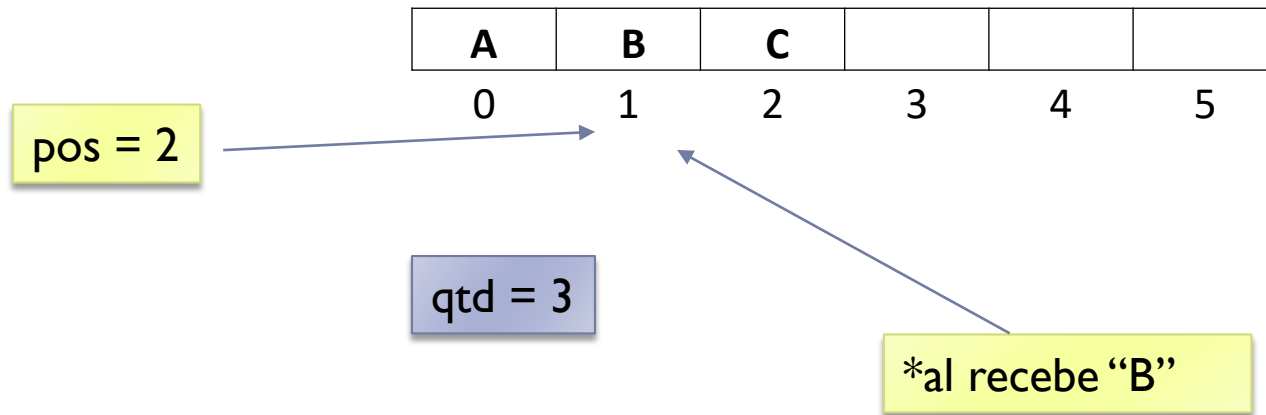 A B C
0 1 2 3 4 5
pos = 2
qtd = 3
*al recebe “B”